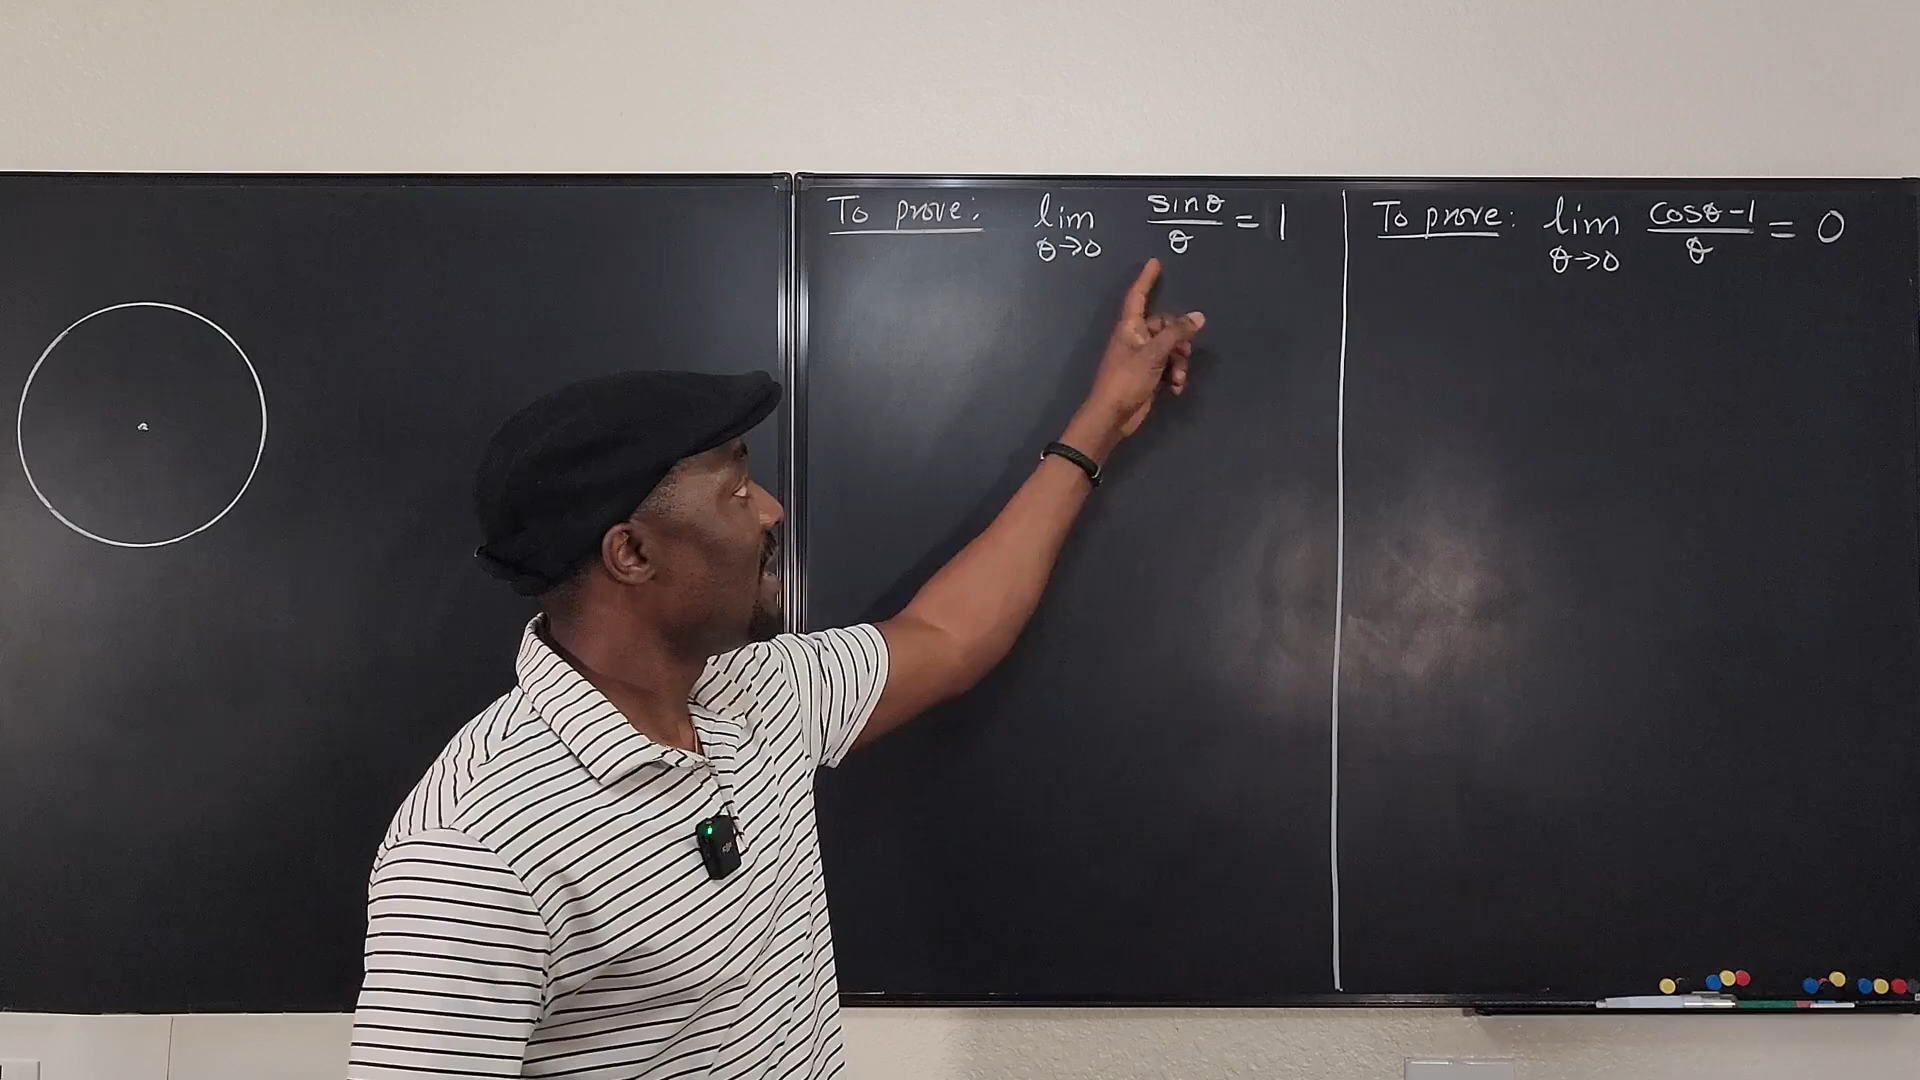 To prove: lim θ→0 sinθ/θ = 1
To prove: lim θ→0 cosθ-1/θ = 0